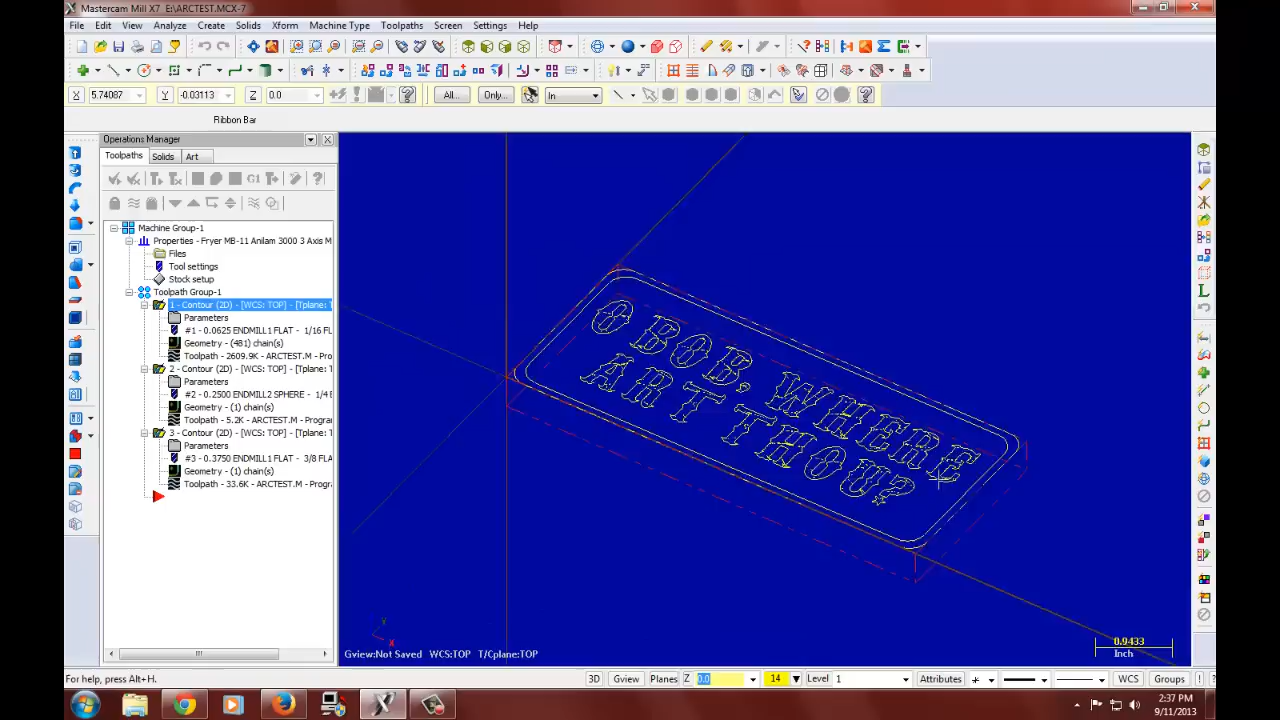 Mastercam Mill X7 E:\ARCTEST.MCX-7
File Edit View Analyze Create Solids Xform Machine Type Toolpaths Screen Settings Help
X 5.74087 Y -0.03113 Z 0.0 All... Only... In
Ribbon Bar
Operations Manager
Toolpaths Solids Art
G1
Machine Group-1
Properties - Fryer MB-11 Anilam 3000 3 Axis M
Files
Tool settings
Stock setup
Toolpath Group-1
1 - Contour (2D) - [WCS: TOP] - [Tplane:
Parameters
#1 - 0.0625 ENDMILL1 FLAT - 1/16 FL
Geometry - (481) chain(s)
Toolpath - 2609.9K - ARCTEST.M - Pro
2 - Contour (2D) - [WCS: TOP] - [Tplane:
Parameters
#2 - 0.2500 ENDMILL2 SPHERE - 1/4
Geometry - (1) chain(s)
Toolpath - 5.2K - ARCTEST.M - Program
3 - Contour (2D) - [WCS: TOP] - [Tplane:
Parameters
#3 - 0.3750 ENDMILL1 FLAT - 3/8 FL
Geometry - (1) chain(s)
Toolpath - 33.6K - ARCTEST.M - Progr
O BOB, WHERE
ART THOU?
Y
X
Gview:Not Saved WCS:TOP T/Cplane:TOP
0.9433
Inch
For help, press Alt+H.
3D Gview Planes Z 0.0 14 Level 1 Attributes WCS Groups ! ?
2:37 PM
9/11/2013